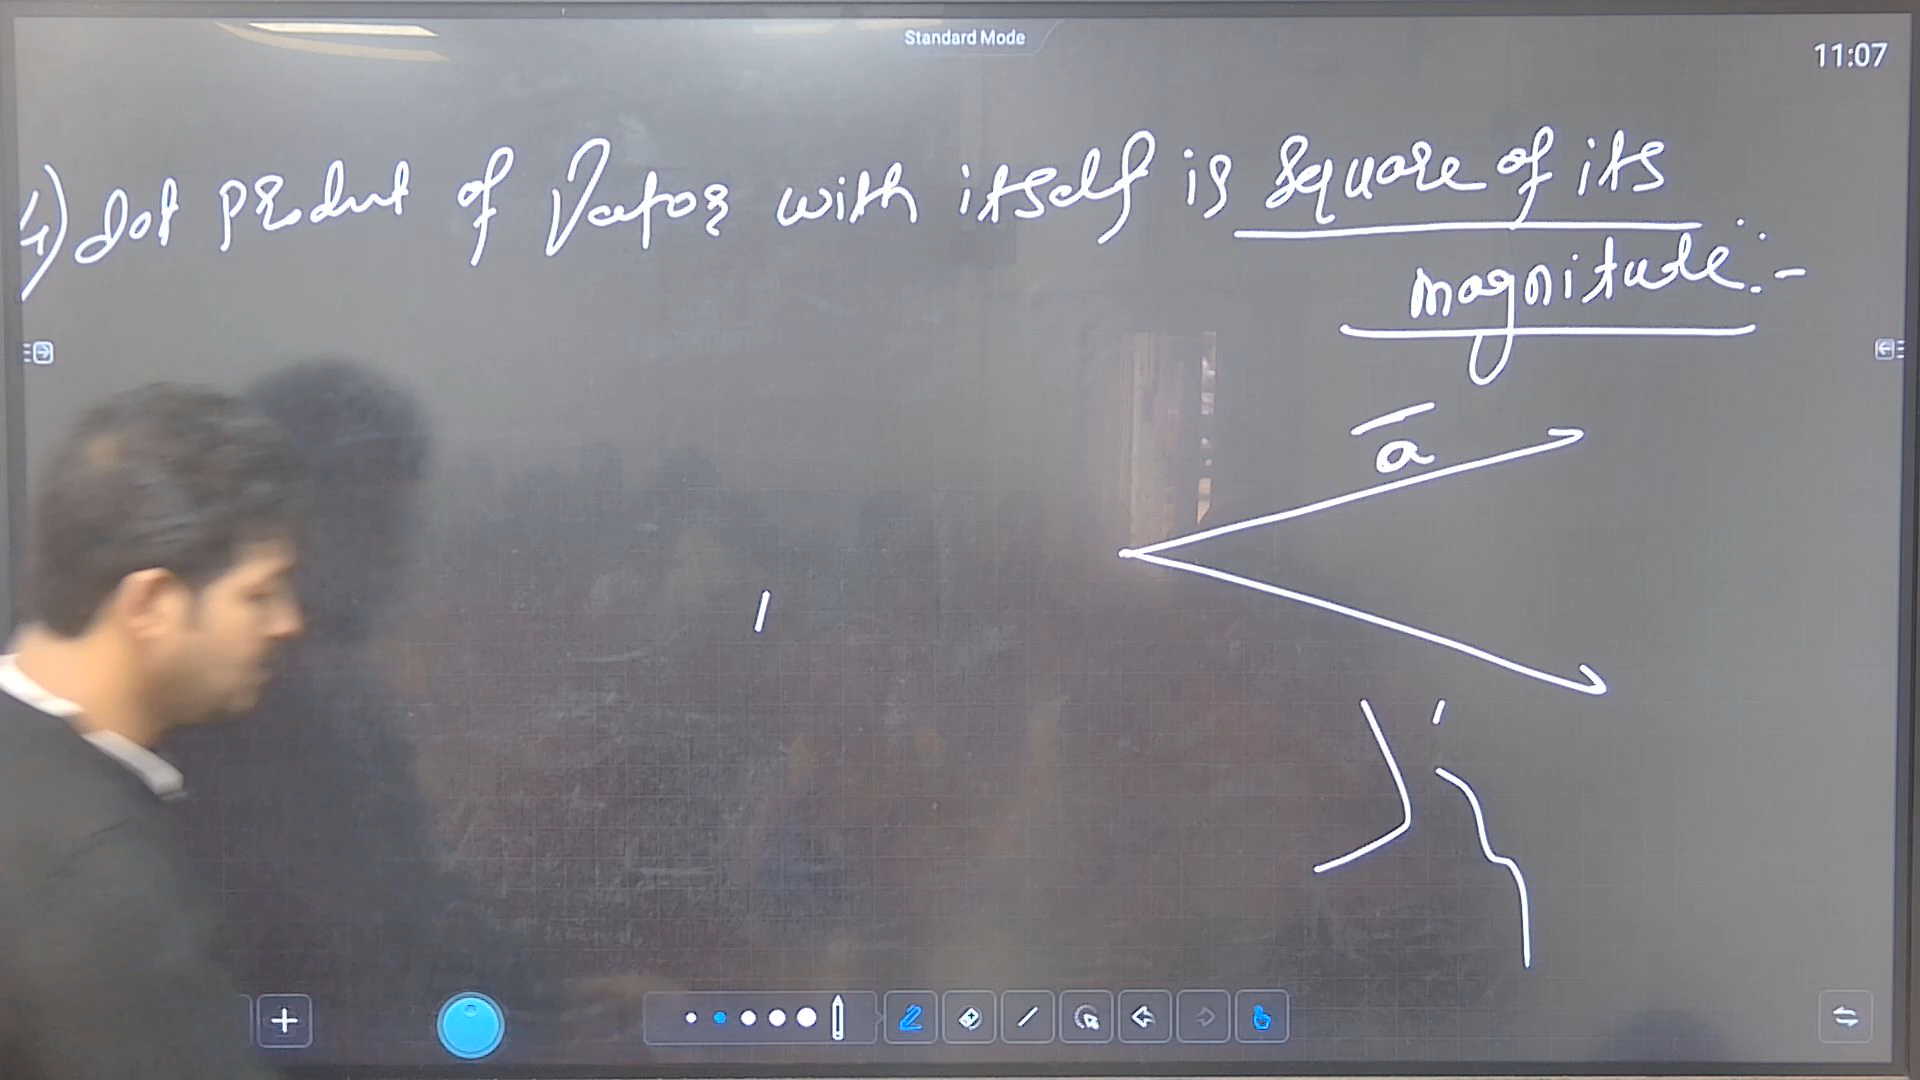 Standard Mode
11:07
4) dot product of Vector with itself is square of its
magnitude :-
a